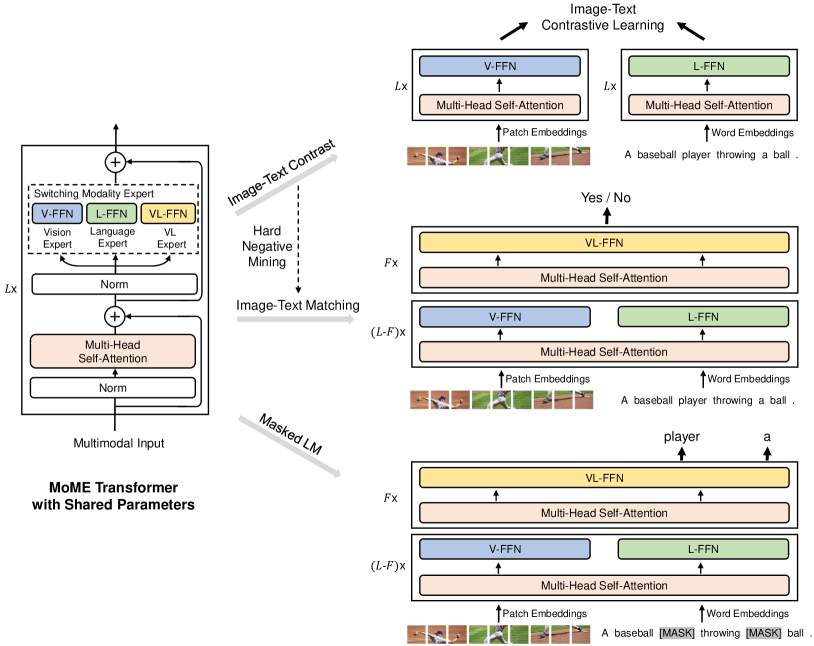 Switching Modality Expert
V-FFN
L-FFN
VL-FFN
Vision
Expert
Language
Expert
VL
Expert
Norm
Lx
Multi-Head
Self-Attention
Norm
Multimodal Input
MoME Transformer
with Shared Parameters
Image-Text Contrast
Hard
Negative
Mining
Image-Text Matching
Masked LM
Image-Text
Contrastive Learning
Lx
V-FFN
Multi-Head Self-Attention
Patch Embeddings
Lx
L-FFN
Multi-Head Self-Attention
Word Embeddings
A baseball player throwing a ball .
Yes / No
Fx
VL-FFN
Multi-Head Self-Attention
(L-F)x
V-FFN
L-FFN
Multi-Head Self-Attention
Patch Embeddings
Word Embeddings
A baseball player throwing a ball .
player
a
Fx
VL-FFN
Multi-Head Self-Attention
(L-F)x
V-FFN
L-FFN
Multi-Head Self-Attention
Patch Embeddings
Word Embeddings
A baseball [MASK] throwing [MASK] ball .